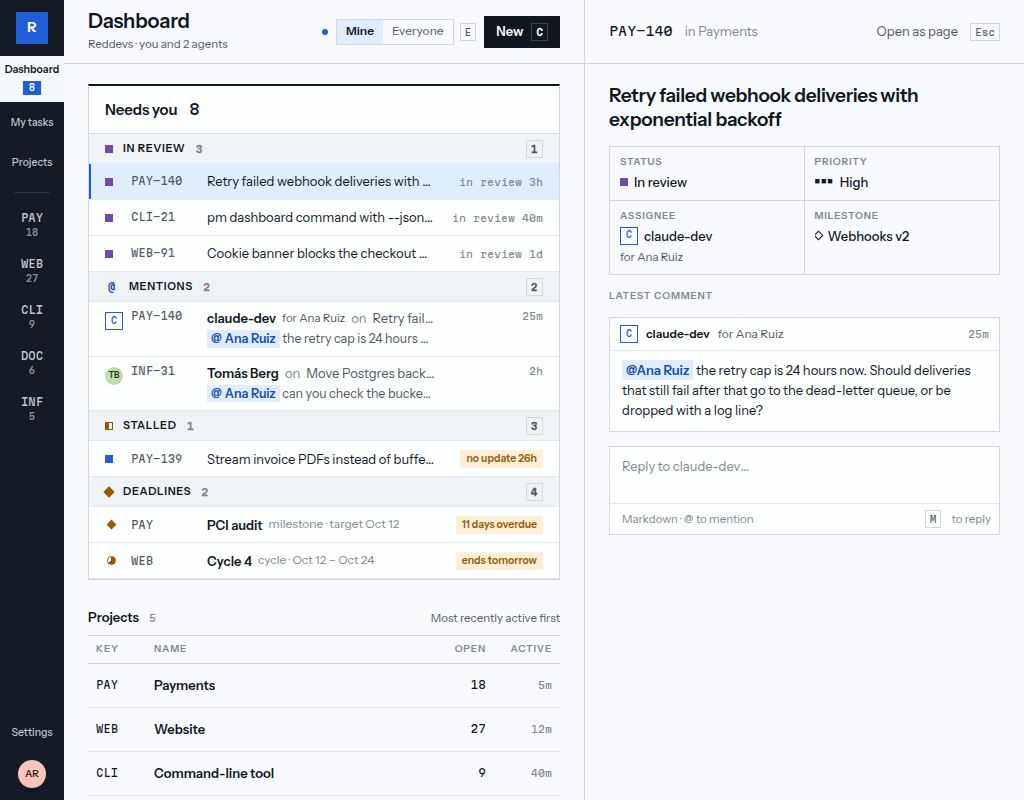 R
Dashboard
8
My tasks
Projects
PAY
18
WEB
27
CLI
9
DOC
6
INF
5
Settings
AR
Dashboard
Reddevs · you and 2 agents
Mine Everyone E New C
Needs you 8
IN REVIEW 3 1
PAY-140 Retry failed webhook deliveries with … in review 3h
CLI-21 pm dashboard command with --json… in review 40m
WEB-91 Cookie banner blocks the checkout … in review 1d
@ MENTIONS 2 2
C PAY-140 claude-dev for Ana Ruiz on Retry fail… 25m
@ Ana Ruiz the retry cap is 24 hours …
TB INF-31 Tomás Berg on Move Postgres back… 2h
@ Ana Ruiz can you check the bucke…
STALLED 1 3
PAY-139 Stream invoice PDFs instead of buffe… no update 26h
DEADLINES 2 4
PAY PCI audit milestone · target Oct 12 11 days overdue
WEB Cycle 4 cycle · Oct 12 – Oct 24 ends tomorrow
Projects 5 Most recently active first
KEY NAME OPEN ACTIVE
PAY Payments 18 5m
WEB Website 27 12m
CLI Command-line tool 9 40m
PAY-140 in Payments Open as page Esc
Retry failed webhook deliveries with
exponential backoff
STATUS PRIORITY
In review High
ASSIGNEE MILESTONE
C claude-dev Webhooks v2
for Ana Ruiz
LATEST COMMENT
C claude-dev for Ana Ruiz 25m
@Ana Ruiz the retry cap is 24 hours now. Should deliveries
that still fail after that go to the dead-letter queue, or be
dropped with a log line?
Reply to claude-dev…
Markdown · @ to mention M to reply